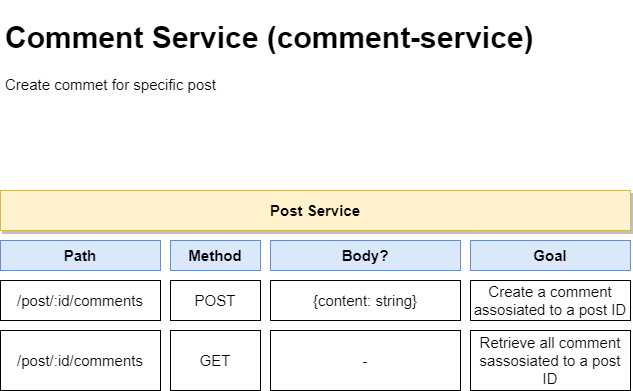 Comment Service (comment-service)
Create commet for specific post
Post Service
Path Method Body? Goal
/post/:id/comments POST {content: string} Create a comment
assosiated to a post ID
/post/:id/comments GET - Retrieve all comment
sassosiated to a post
ID